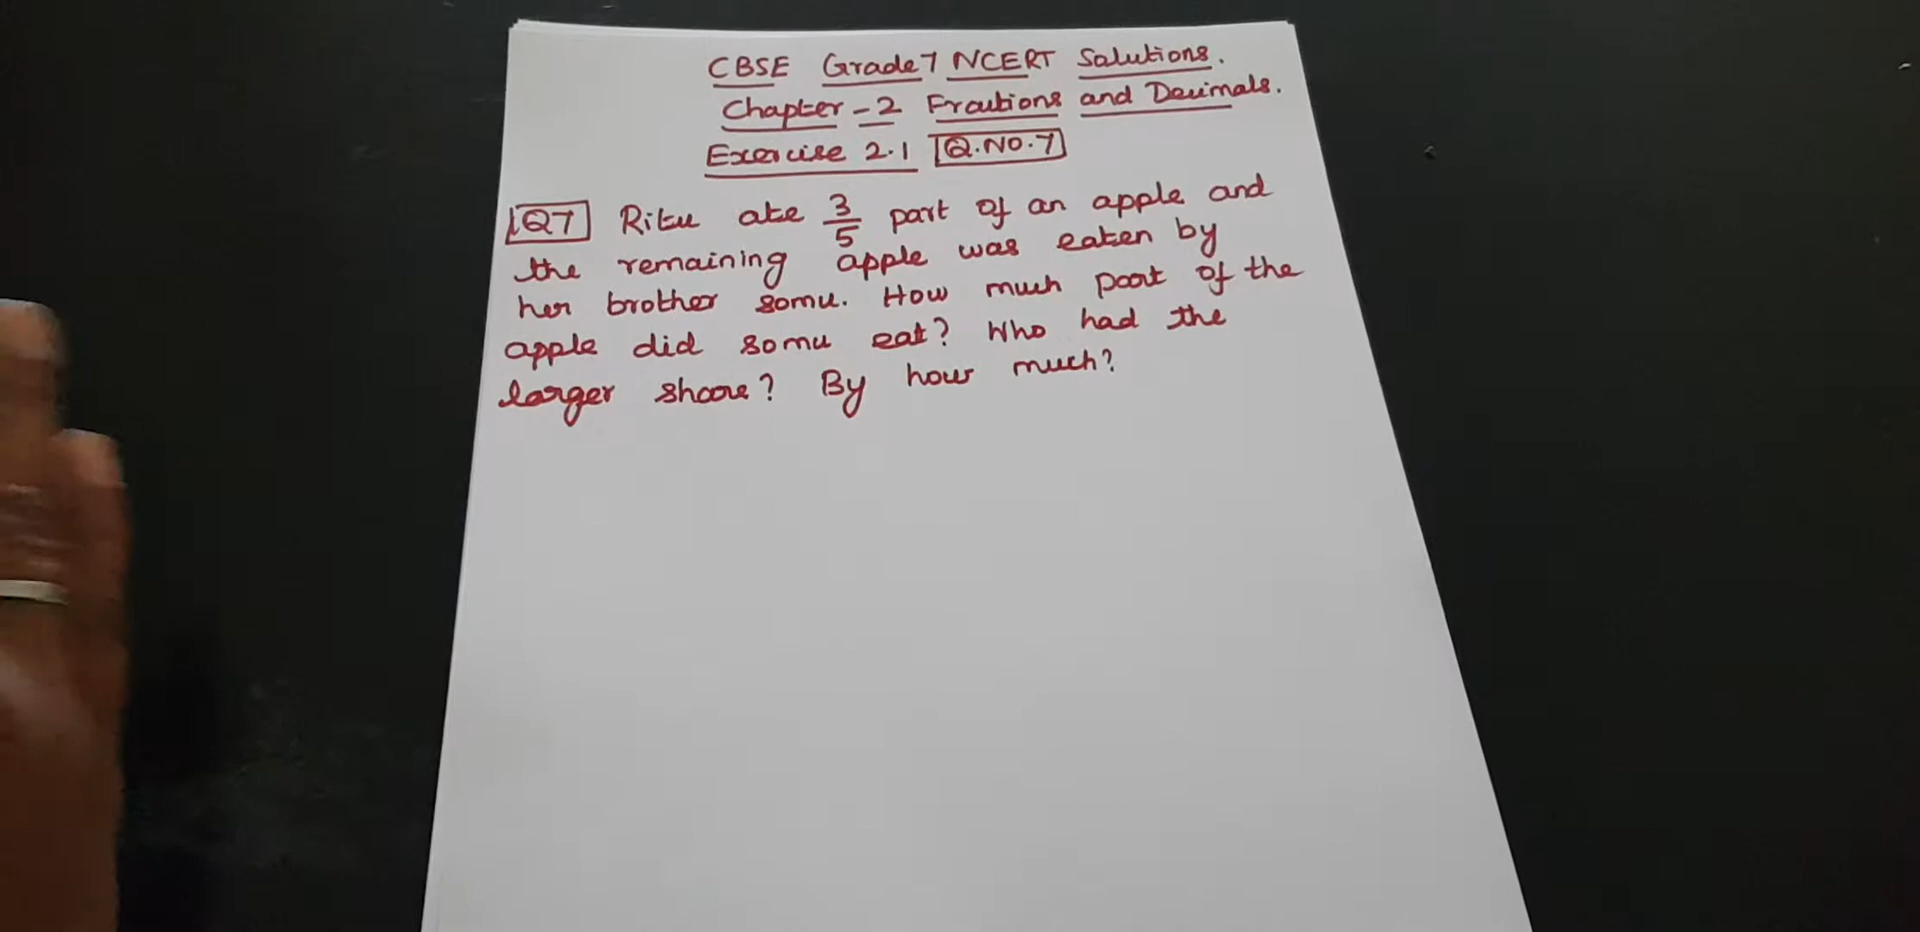 CBSE Grade 7 NCERT Solutions.
Chapter - 2 Fractions and Decimals.
Exercise 2.1 Q.NO.7
Q7 Ritu ate 3/5 part of an apple and
the remaining apple was eaten by
her brother somu. How much part of the
apple did somu eat? Who had the
larger share? By how much?